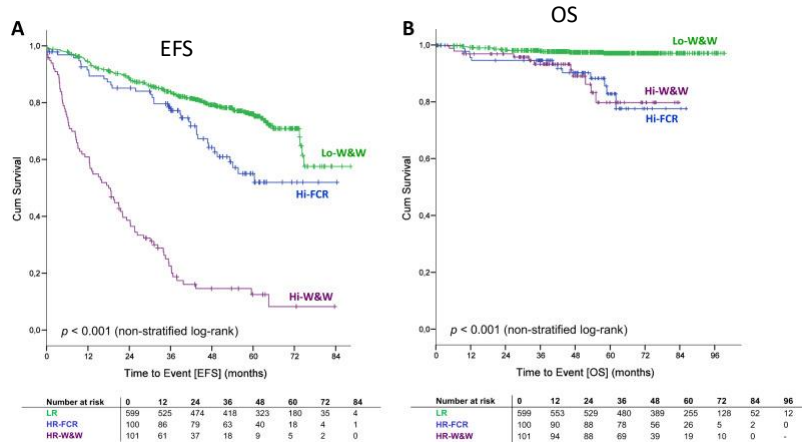 A
EFS
1,0
0,8
0,6
0,4
0,2
0,0
Cum Survival
Lo-W&W
Hi-FCR
Hi-W&W
p < 0.001 (non-stratified log-rank)
0 12 24 36 48 60 72 84
Time to Event [EFS] (months)
Number at risk 0 12 24 36 48 60 72 84
LR 599 525 474 418 323 180 35 4
HR-FCR 100 86 79 63 40 18 4 1
HR-W&W 101 61 37 18 9 5 2 0
B
OS
1,0
0,8
0,6
0,4
0,2
0,0
Cum Survival
Lo-W&W
Hi-W&W
Hi-FCR
p < 0.001 (non-stratified log-rank)
0 12 24 36 48 60 72 84 96
Time to Event [OS] (months)
Number at risk 0 12 24 36 48 60 72 84 96
LR 599 553 529 480 389 255 128 52 12
HR-FCR 100 90 88 78 56 26 5 2 0
HR-W&W 101 94 88 69 39 19 10 0 -